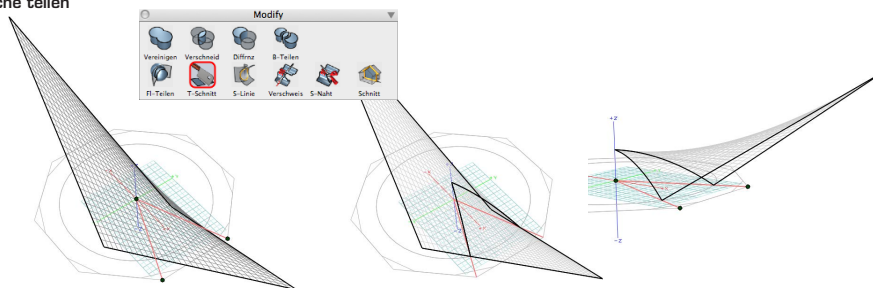 che teilen
Modify
Vereinigen Verschneid Diffrnz B-Teilen
Fl-Teilen T-Schnitt S-Linie Verschweis S-Naht Schnitt
+Z
-Z